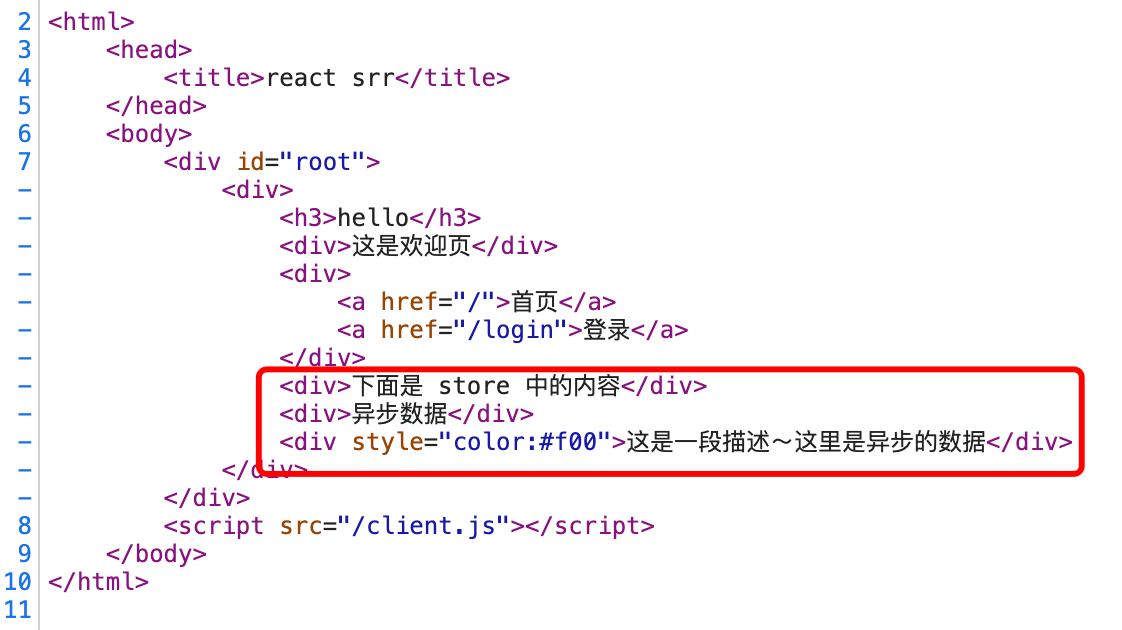 2 <html>
3 <head>
4 <title>react srr</title>
5 </head>
6 <body>
7 <div id="root">
- <div>
- <h3>hello</h3>
- <div>这是欢迎页</div>
- <div>
- <a href="/">首页</a>
- <a href="/login">登录</a>
- </div>
- <div>下面是 store 中的内容</div>
- <div>异步数据</div>
- <div style="color:#f00">这是一段描述～这里是异步的数据</div>
- </div>
- </div>
8 <script src="/client.js"></script>
9 </body>
10 </html>
11